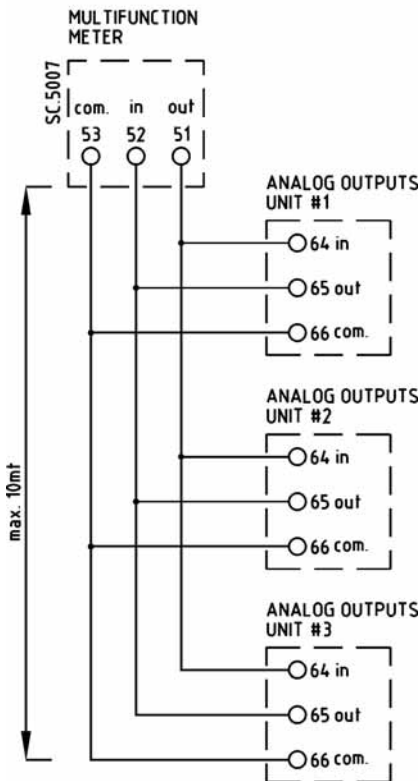 MULTIFUNCTION
METER
SC.5007
com. in out
53 52 51
ANALOG OUTPUTS
UNIT #1
64 in
65 out
66 com.
ANALOG OUTPUTS
UNIT #2
64 in
65 out
66 com.
max. 10mt
ANALOG OUTPUTS
UNIT #3
64 in
65 out
66 com.